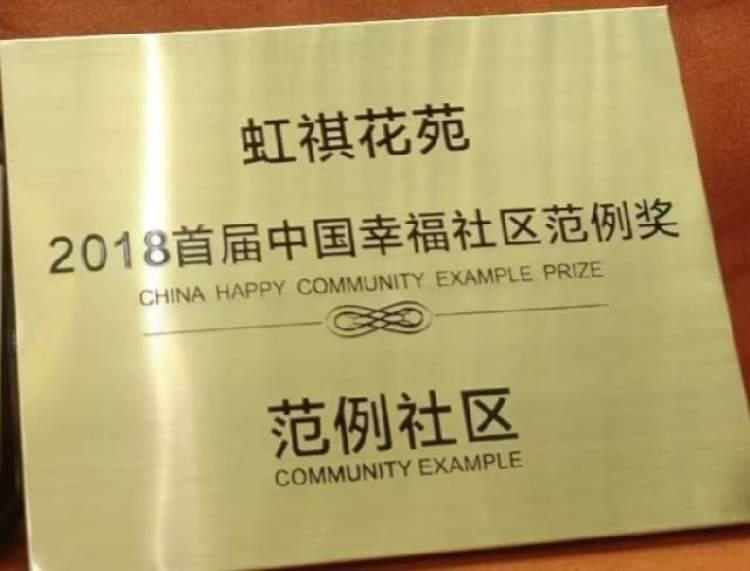 虹祺花苑
2018首届中国幸福社区范例奖
CHINA HAPPY COMMUNITY EXAMPLE PRIZE
范例社区
COMMUNITY EXAMPLE